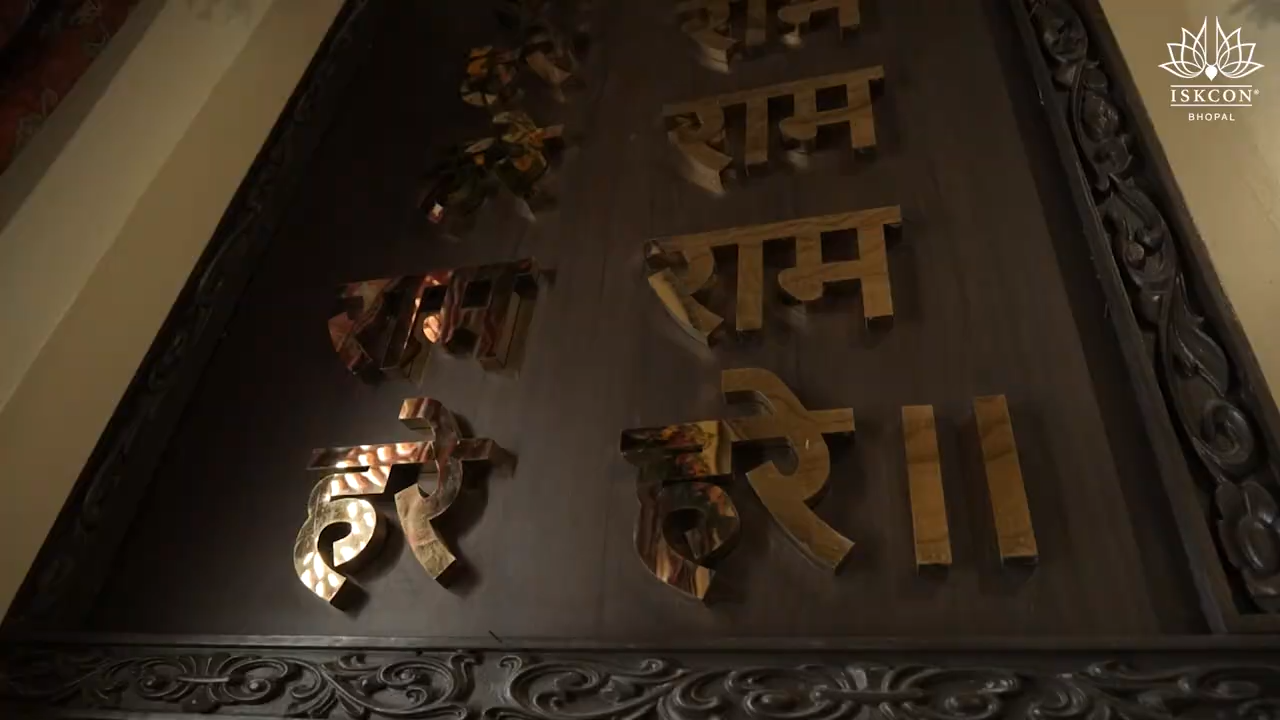 ISKCON®
BHOPAL
राम
राम
राम राम
हरे हरे ।।